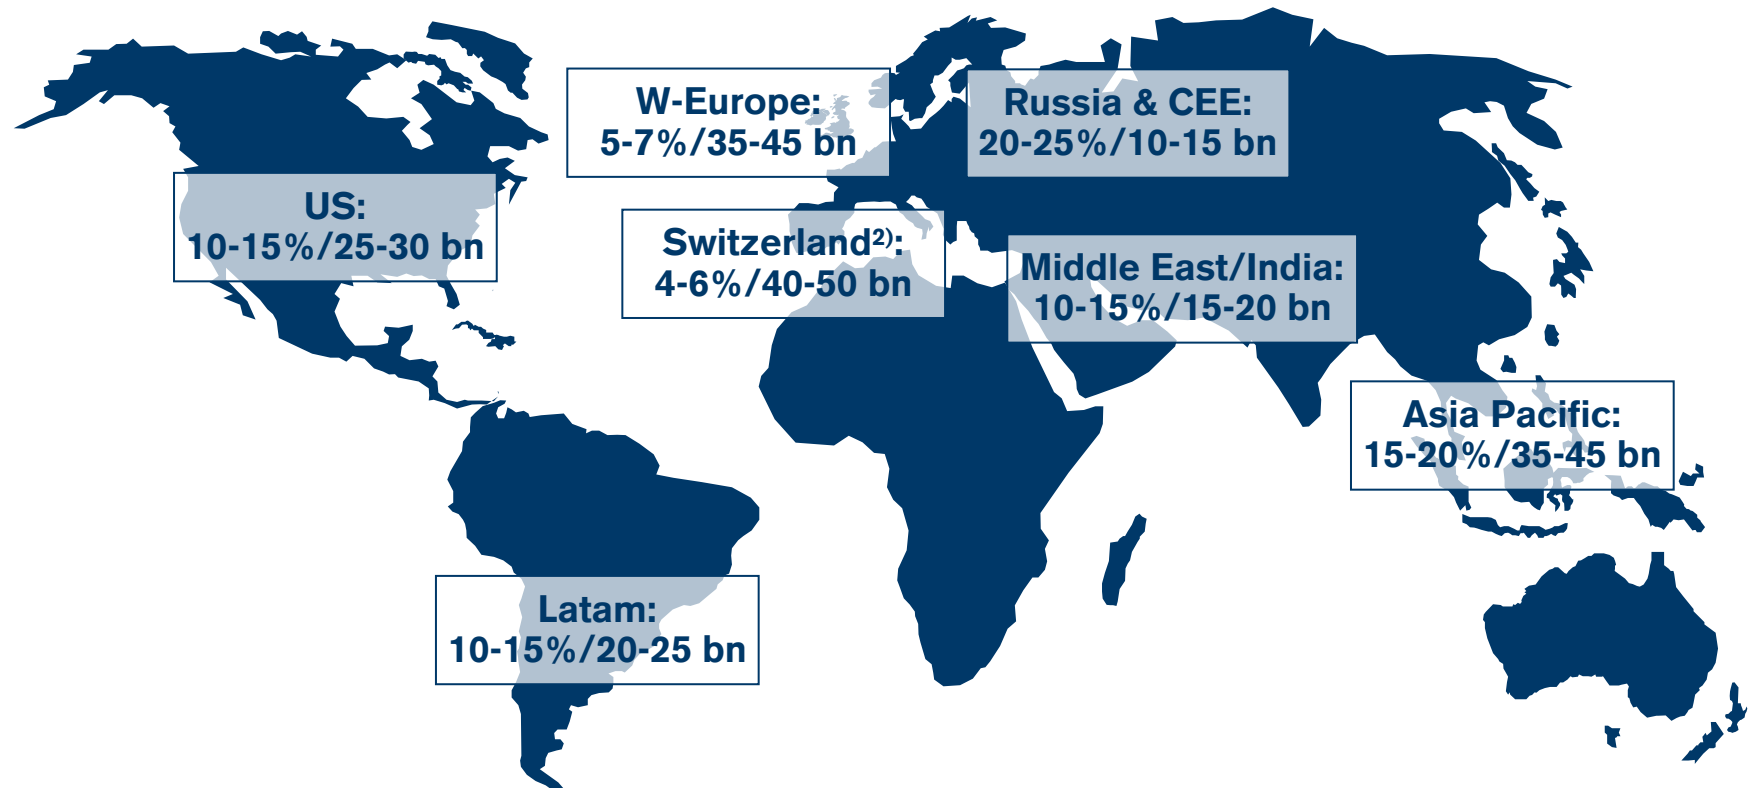 W-Europe:
5-7%/35-45 bn
Russia & CEE:
20-25%/10-15 bn
US:
10-15%/25-30 bn
Switzerland²⁾:
4-6%/40-50 bn
Middle East/India:
10-15%/15-20 bn
Asia Pacific:
15-20%/35-45 bn
Latam:
10-15%/20-25 bn